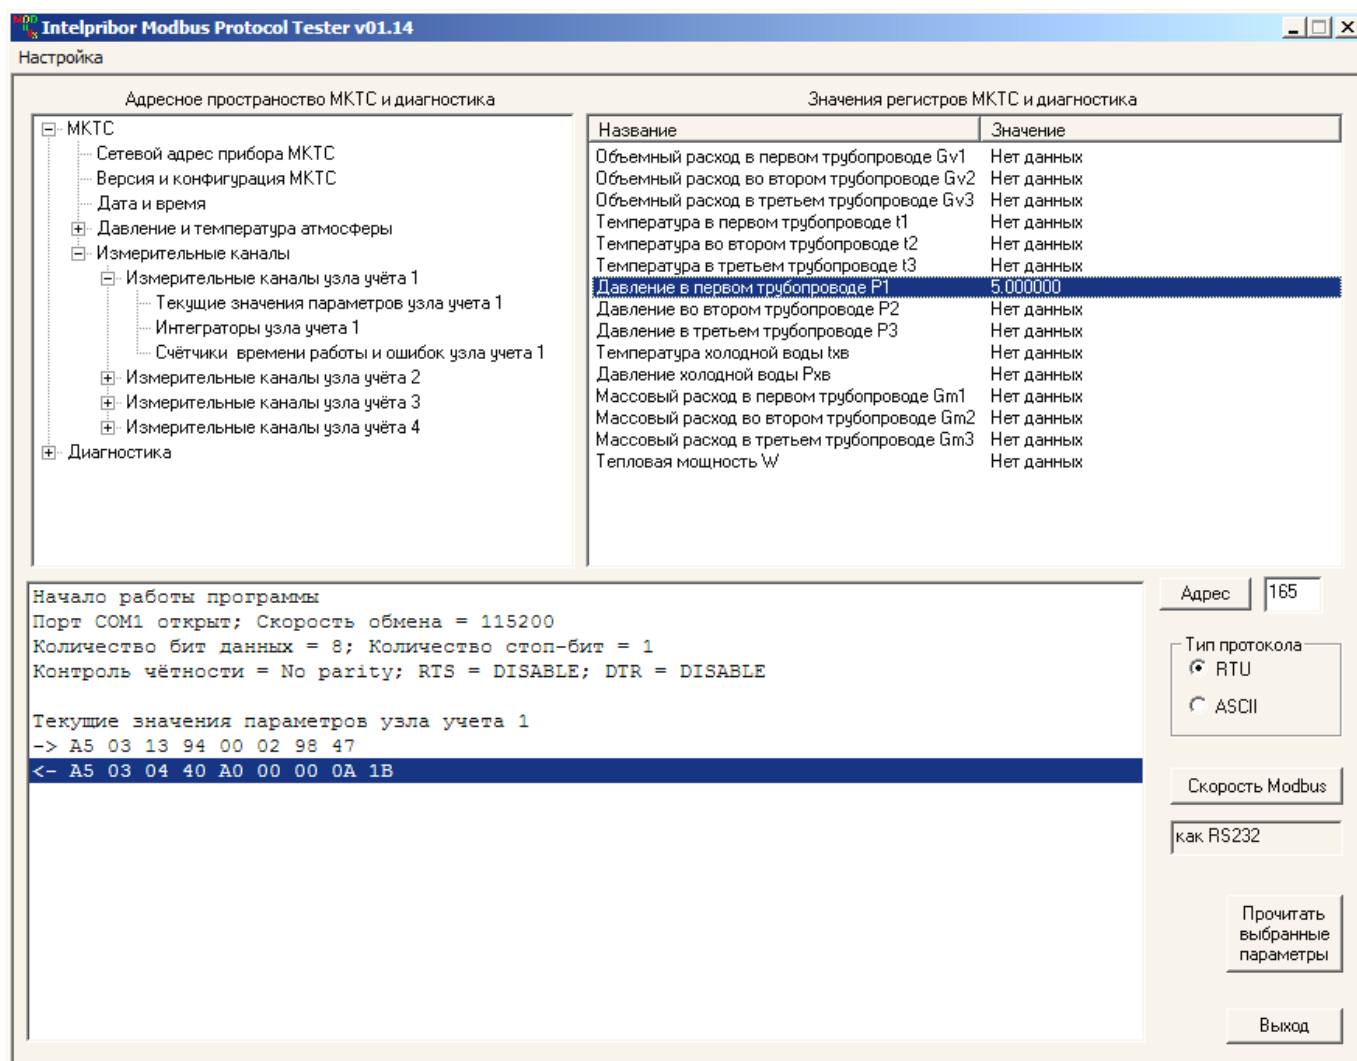 Intelpribor Modbus Protocol Tester v01.14
Настройка
Адресное пространоство МКТС и диагностика
МКТС
Сетевой адрес прибора МКТС
Версия и конфигурация МКТС
Дата и время
Давление и температура атмосферы
Измерительные каналы
Измерительные каналы узла учёта 1
Текущие значения параметров узла учета 1
Интеграторы узла учета 1
Счётчики времени работы и ошибок узла учета 1
Измерительные каналы узла учёта 2
Измерительные каналы узла учёта 3
Измерительные каналы узла учёта 4
Диагностика
Значения регистров МКТС и диагностика
Название Значение
Объемный расход в первом трубопроводе Gv1 Нет данных
Объемный расход во втором трубопроводе Gv2 Нет данных
Объемный расход в третьем трубопроводе Gv3 Нет данных
Температура в первом трубопроводе t1 Нет данных
Температура во втором трубопроводе t2 Нет данных
Температура в третьем трубопроводе t3 Нет данных
Давление в первом трубопроводе P1 5.000000
Давление во втором трубопроводе P2 Нет данных
Давление в третьем трубопроводе P3 Нет данных
Температура холодной воды tхв Нет данных
Давление холодной воды Pхв Нет данных
Массовый расход в первом трубопроводе Gm1 Нет данных
Массовый расход во втором трубопроводе Gm2 Нет данных
Массовый расход в третьем трубопроводе Gm3 Нет данных
Тепловая мощность W Нет данных
Начало работы программы
Порт COM1 открыт; Скорость обмена = 115200
Количество бит данных = 8; Количество стоп-бит = 1
Контроль чётности = No parity; RTS = DISABLE; DTR = DISABLE
Текущие значения параметров узла учета 1
-> A5 03 13 94 00 02 98 47
<- A5 03 04 40 A0 00 00 0A 1B
Адрес 165
Тип протокола
RTU
ASCII
Скорость Modbus
как RS232
Прочитать
выбранные
параметры
Выход